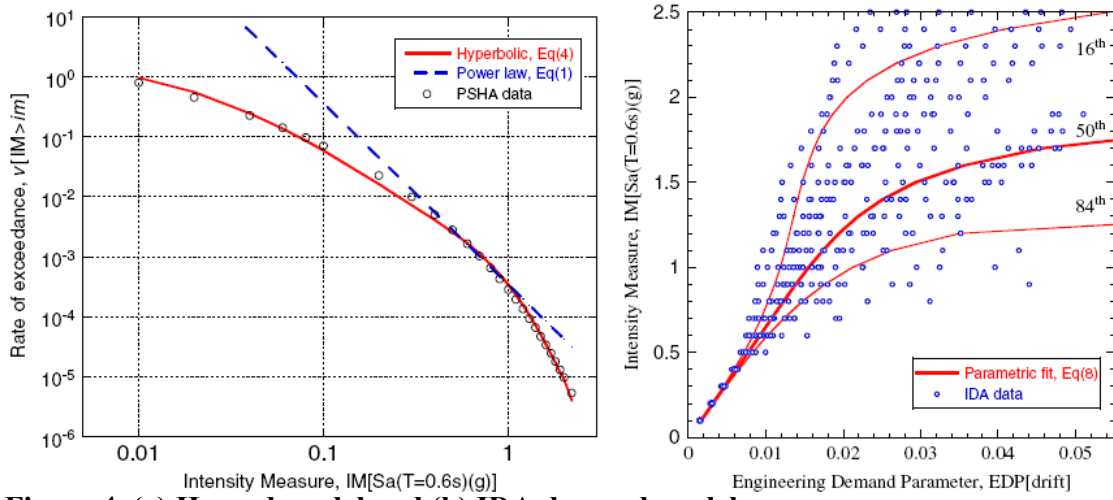 10^1
10^0
10^-1
10^-2
10^-3
10^-4
10^-5
10^-6
Rate of exceedance, v[IM>im]
Hyperbolic, Eq(4)
Power law, Eq(1)
PSHA data
0.01
0.1
1
Intensity Measure, IM[Sa(T=0.6s)(g)]
2.5
2
1.5
1
0.5
0
Intensity Measure, IM[Sa(T=0.6s)(g)]
16th
50th
84th
Parametric fit, Eq(8)
IDA data
0
0.01
0.02
0.03
0.04
0.05
Engineering Demand Parameter, EDP[drift]
Figure 4. (a) Hazard model and (b) IDA demand model